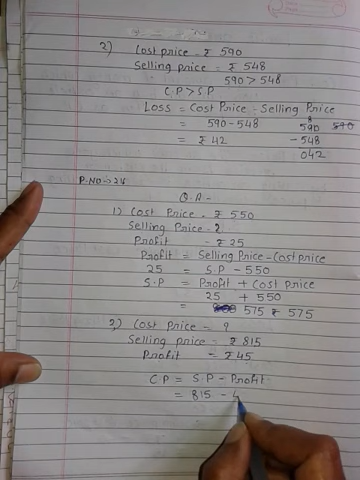 2) Cost price - ₹ 590
Selling price = ₹ 548
590 > 548
C.P > S.P
Loss = Cost Price - Selling Price
= 590 - 548
= ₹ 42
8
590
- 548
042
P.NO → 24
Q.A-
1) Cost Price - ₹ 550
Selling Price - ?
Profit - ₹ 25
Profit = Selling Price - Cost price
25 = S.P - 550
S.P = Profit + Cost price
25 + 550
= 575 ₹ 575
2) Cost price - ?
Selling price = ₹ 815
Profit = ₹ 45
C P = S.P - Profit
= 815 - 4